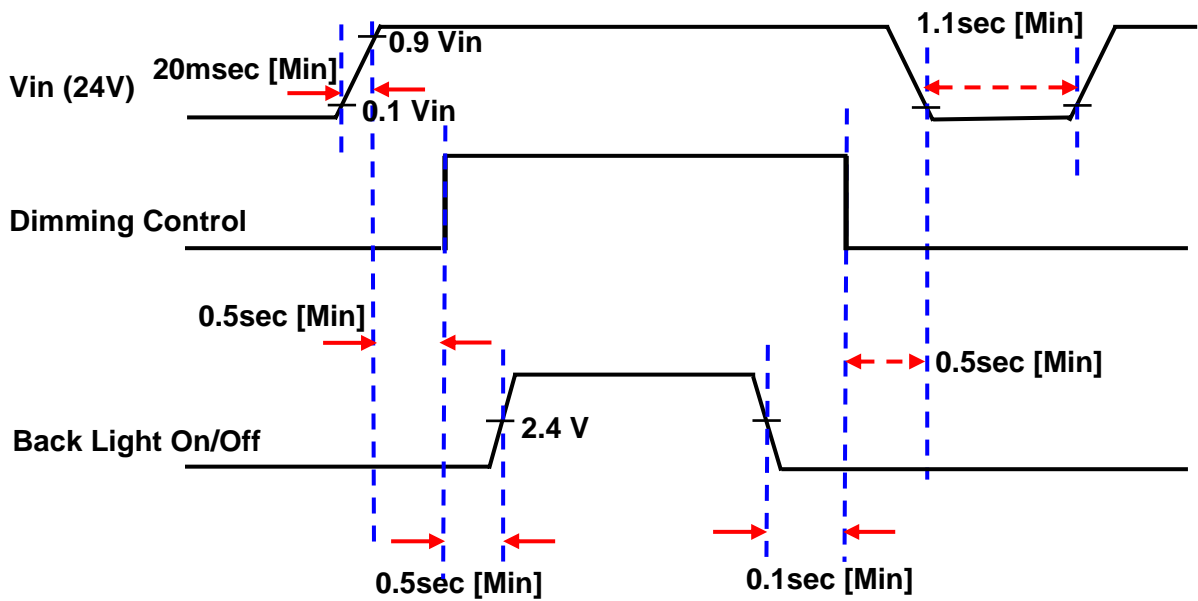 1.1sec [Min]
0.9 Vin
20msec [Min]
Vin (24V)
0.1 Vin
Dimming Control
0.5sec [Min]
0.5sec [Min]
2.4 V
Back Light On/Off
0.5sec [Min]
0.1sec [Min]